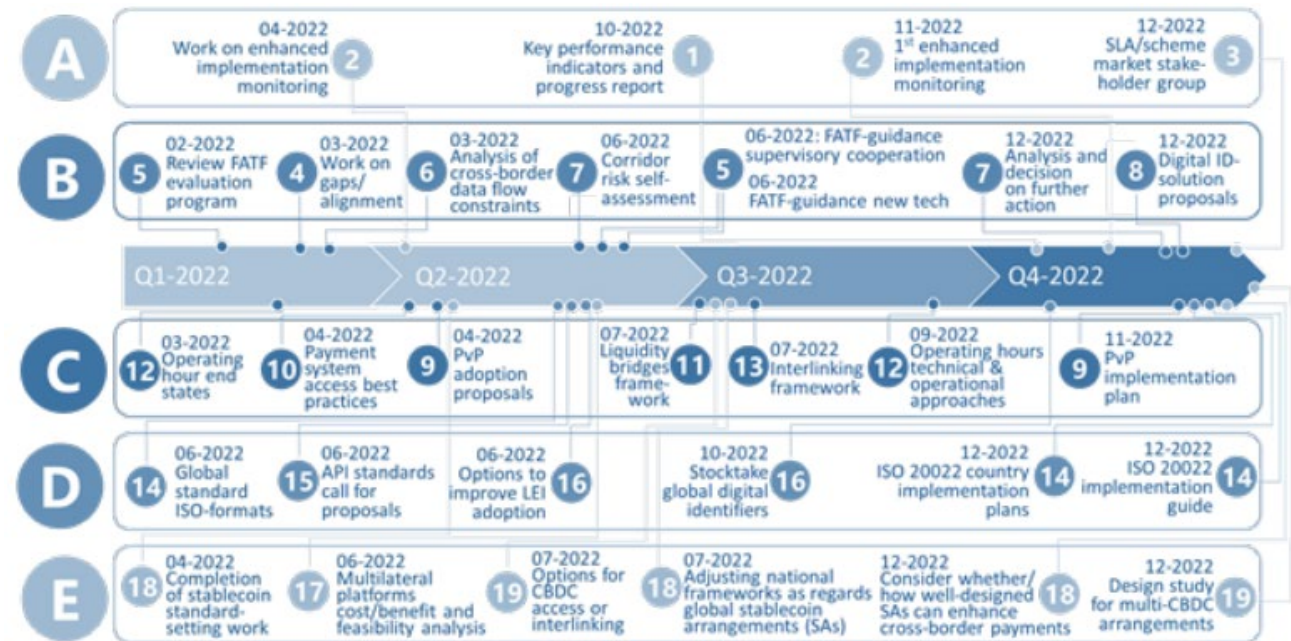 A
04-2022
Work on enhanced
implementation
monitoring
2
10-2022
Key performance
indicators and
progress report
1
2
11-2022
1st enhanced
implementation
monitoring
12-2022
SLA/scheme
market stake-
holder group
3
B
5
02-2022
Review FATF
evaluation
program
4
03-2022
Work on
gaps/
alignment
6
03-2022
Analysis of
cross-border
data flow
constraints
7
06-2022
Corridor
risk self-
assessment
5
06-2022: FATF-guidance
supervisory cooperation
06-2022
FATF-guidance new tech
7
12-2022
Analysis and
decision
on further
action
8
12-2022
Digital ID-
solution
proposals
Q1-2022
Q2-2022
Q3-2022
Q4-2022
C
12
03-2022
Operating
hour end
states
10
04-2022
Payment
system
access best
practices
9
04-2022
PvP
adoption
proposals
07-2022
Liquidity
bridges
frame-
work
11
13
07-2022
Interlinking
framework
12
09-2022
Operating hours
technical &
operational
approaches
9
11-2022
PvP
implementation
plan
D
14
06-2022
Global
standard
ISO-formats
15
06-2022
API standards
call for
proposals
06-2022
Options to
improve LEI
adoption
16
10-2022
Stocktake
global digital
identifiers
16
12-2022
ISO 20022 country
implementation
plans
14
12-2022
ISO 20022
implementation
guide
14
E
18
04-2022
Completion
of stablecoin
standard-
setting work
17
06-2022
Multilateral
platforms
cost/benefit and
feasibility analysis
19
07-2022
Options for
CBDC
access or
interlinking
18
07-2022
Adjusting national
frameworks as regards
global stablecoin
arrangements (SAs)
12-2022
Consider whether/
how well-designed
SAs can enhance
cross-border payments
18
12-2022
Design study
for multi-CBDC
arrangements
19